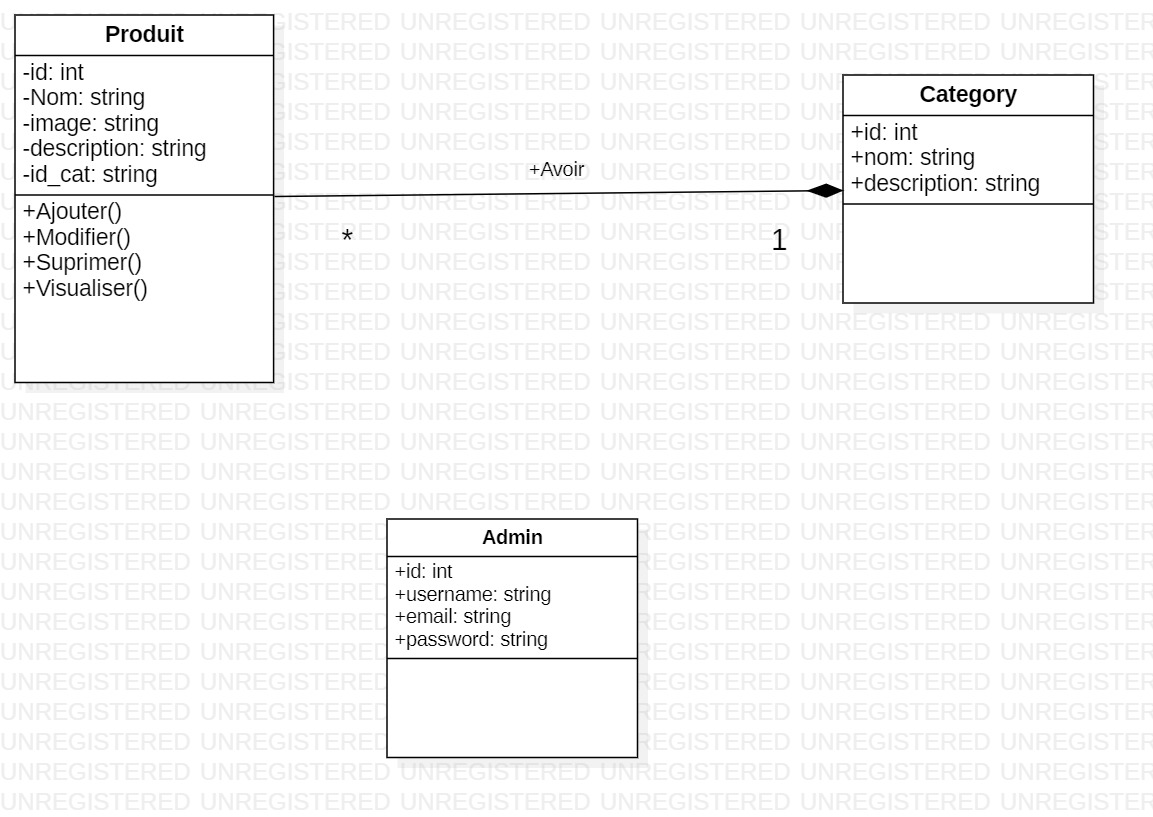 Produit
-id: int
-Nom: string
-image: string
-description: string
-id_cat: string
+Ajouter()
+Modifier()
+Suprimer()
+Visualiser()
+Avoir
*
1
Category
+id: int
+nom: string
+description: string
Admin
+id: int
+username: string
+email: string
+password: string
UNREGISTERED UNREGISTERED UNREGISTERED UNREGISTERED UNREGISTERED